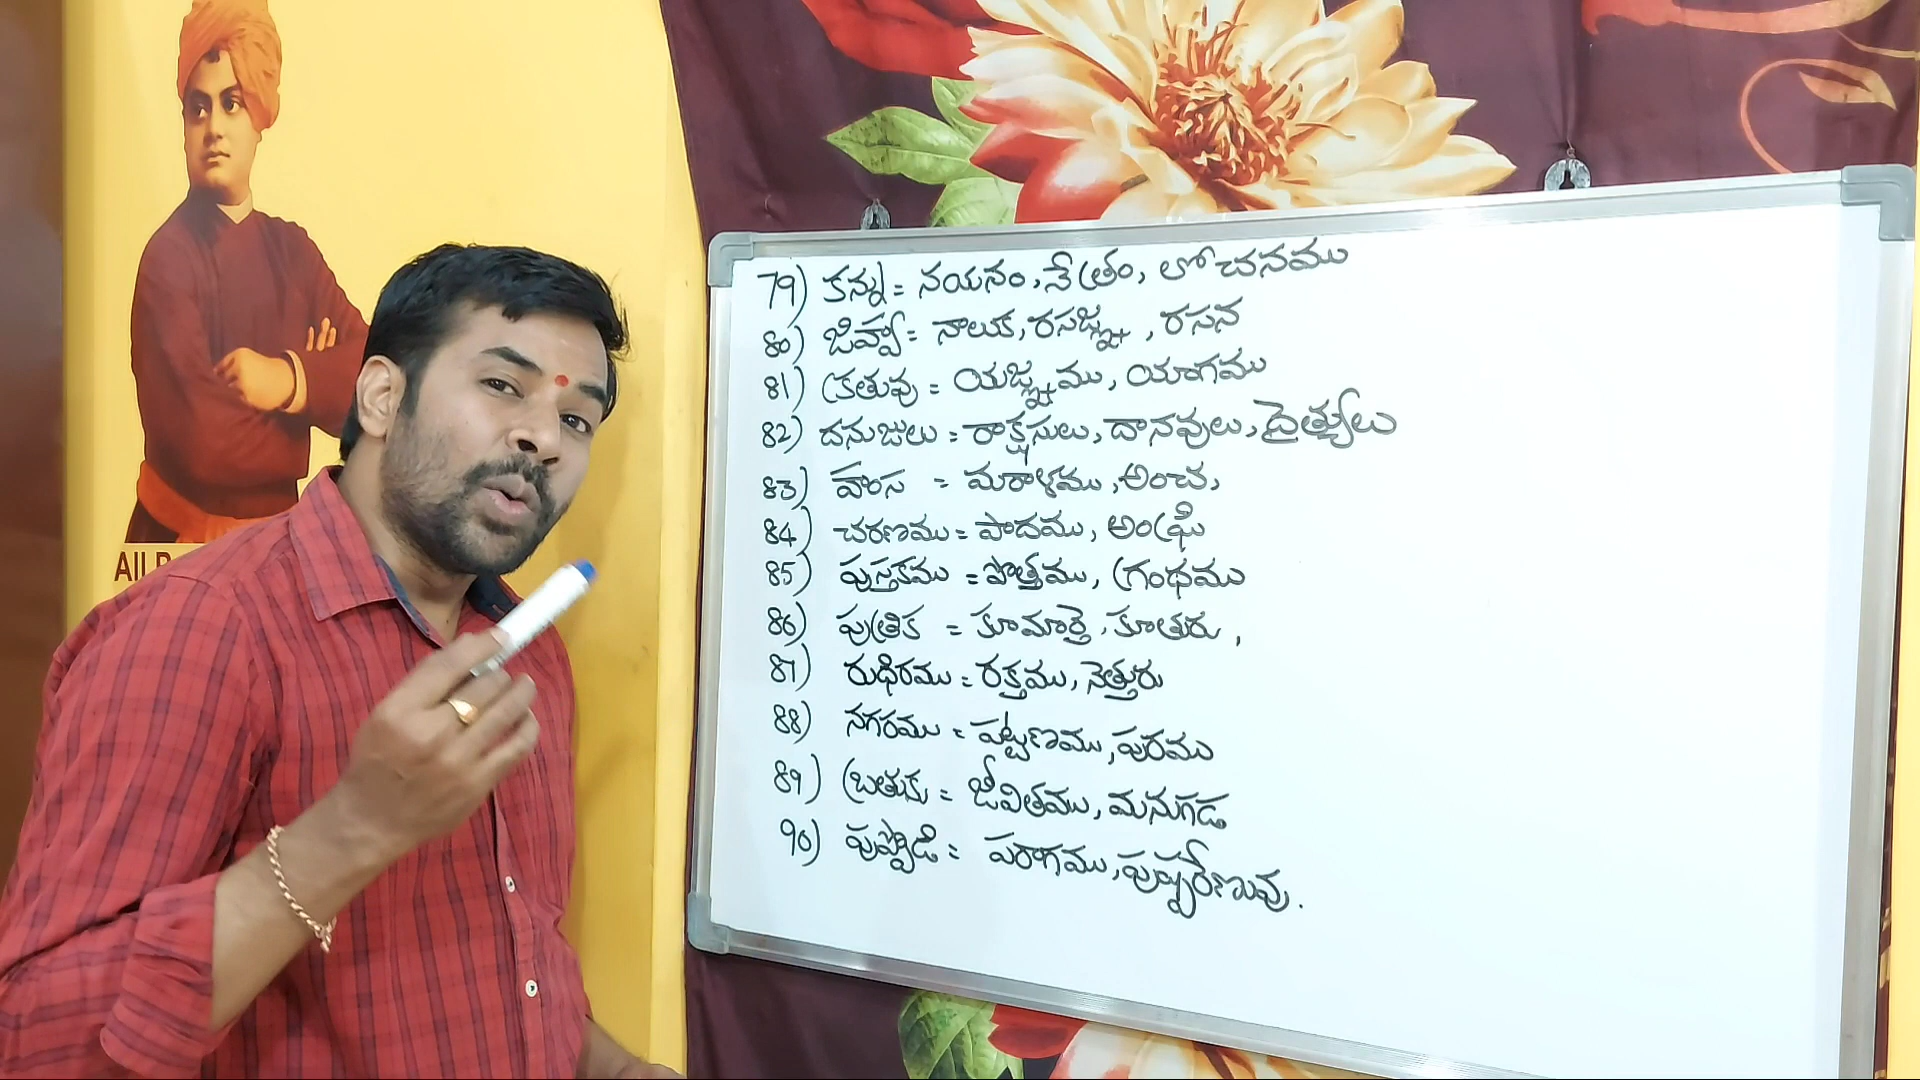 All
79) కన్ను = నయనం, నేత్రం, లోచనము
80) జిహ్వా = నాలుక, రసజ్ఞ, రసన
81) క్రతువు = యజ్ఞము, యాగము
82) దనుజులు = రాక్షసులు, దానవులు, దైత్యులు
83) హంస = మరాళము, అంచ,
84) చరణము = పాదము, అంఘ్రి
85) పుస్తకము = పొత్తము, గ్రంథము
86) పుత్రిక = కూమార్తె, కూతురు,
87) రుధిరము = రక్తము, నెత్తురు
88) నగరము = పట్టణము, పురము
89) బ్రతుకు = జీవితము, మనుగడ
90) పుప్పొడి = పరాగము, పుష్పరేణువు.